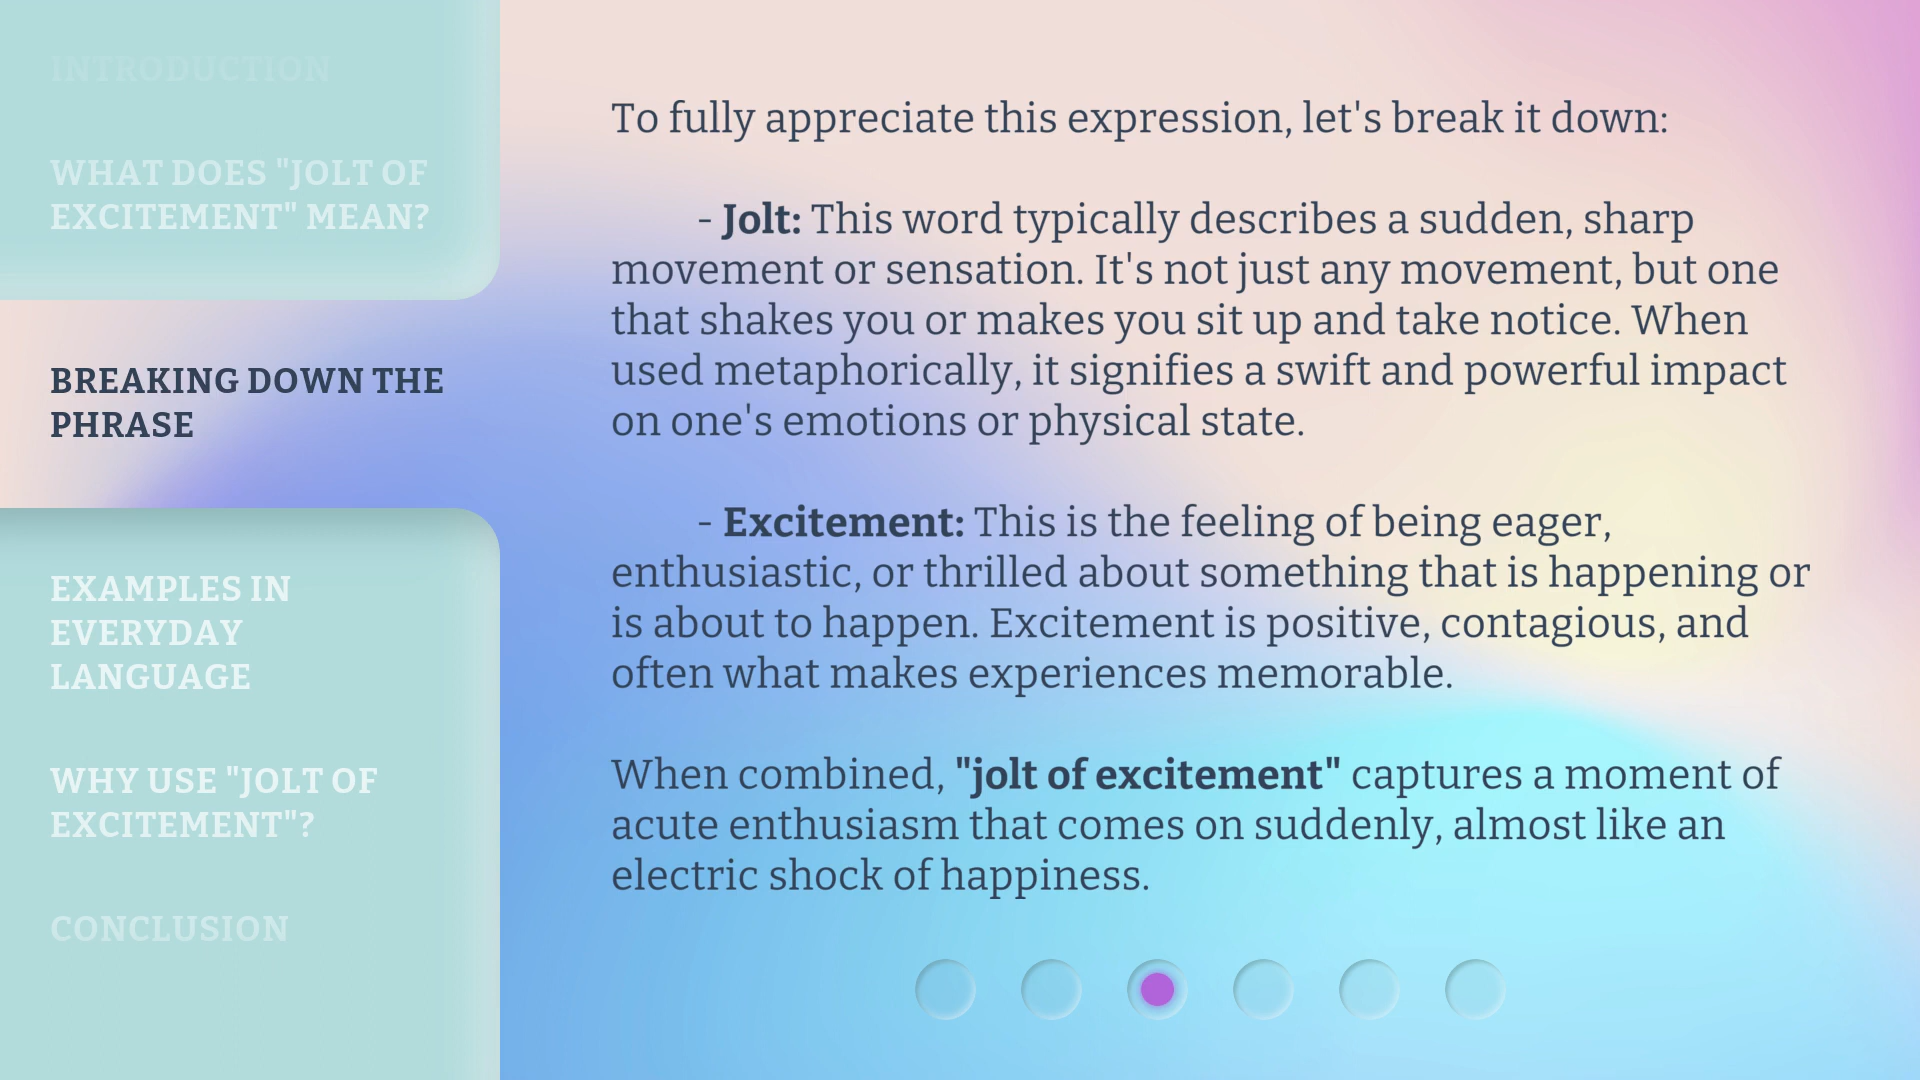 INTRODUCTION
WHAT DOES "JOLT OF
EXCITEMENT" MEAN?
BREAKING DOWN THE
PHRASE
EXAMPLES IN
EVERYDAY
LANGUAGE
WHY USE "JOLT OF
EXCITEMENT"?
CONCLUSION
To fully appreciate this expression, let's break it down:
- Jolt: This word typically describes a sudden, sharp
movement or sensation. It's not just any movement, but one
that shakes you or makes you sit up and take notice. When
used metaphorically, it signifies a swift and powerful impact
on one's emotions or physical state.
- Excitement: This is the feeling of being eager,
enthusiastic, or thrilled about something that is happening or
is about to happen. Excitement is positive, contagious, and
often what makes experiences memorable.
When combined, "jolt of excitement" captures a moment of
acute enthusiasm that comes on suddenly, almost like an
electric shock of happiness.